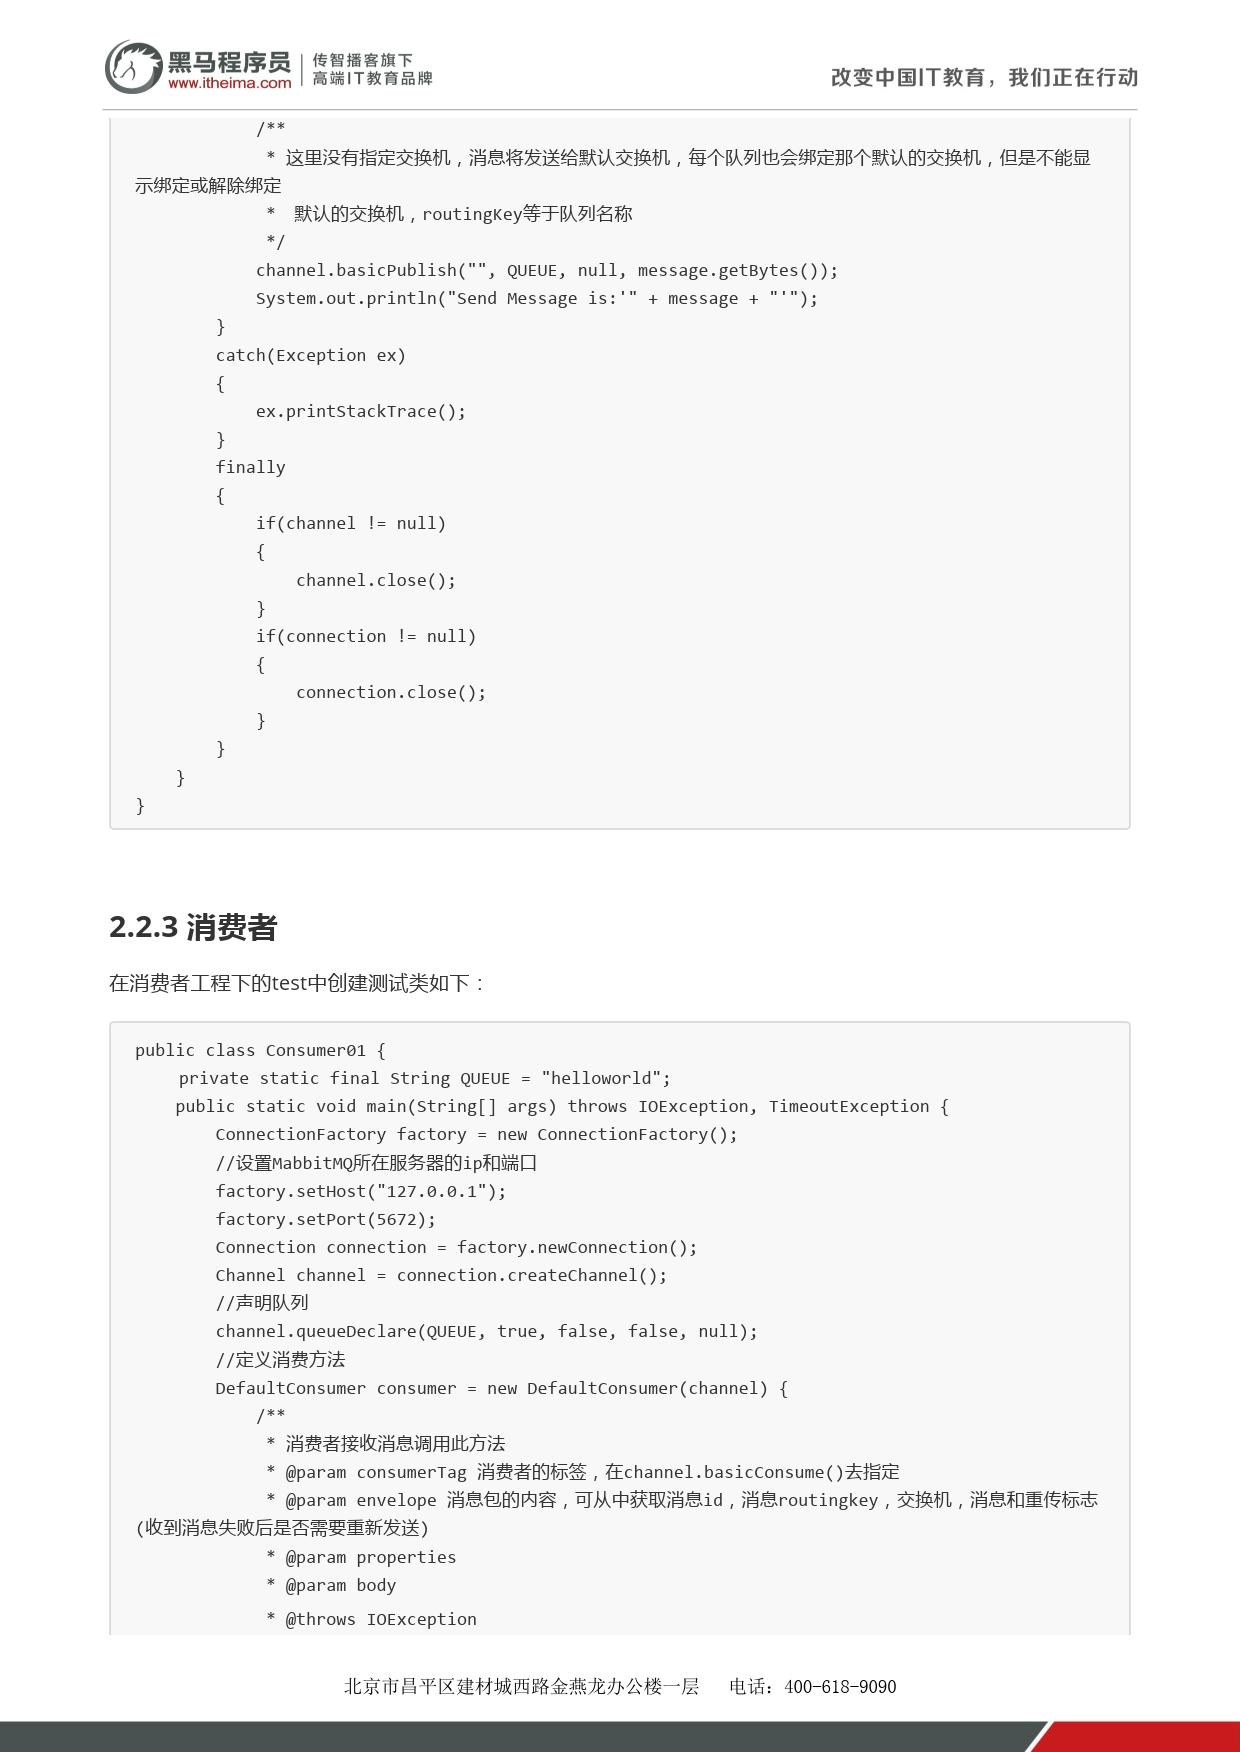 黑马程序员
www.itheima.com
传智播客旗下
高端IT教育品牌
改变中国IT教育，我们正在行动
/**
* 这里没有指定交换机，消息将发送给默认交换机，每个队列也会绑定那个默认的交换机，但是不能显
示绑定或解除绑定
*  默认的交换机，routingKey等于队列名称
*/
channel.basicPublish("", QUEUE, null, message.getBytes());
System.out.println("Send Message is:'" + message + "'");
}
catch(Exception ex)
{
ex.printStackTrace();
}
finally
{
if(channel != null)
{
channel.close();
}
if(connection != null)
{
connection.close();
}
}
}
}
2.2.3 消费者
在消费者工程下的test中创建测试类如下：
public class Consumer01 {
private static final String QUEUE = "helloworld";
public static void main(String[] args) throws IOException, TimeoutException {
ConnectionFactory factory = new ConnectionFactory();
//设置MabbitMQ所在服务器的ip和端口
factory.setHost("127.0.0.1");
factory.setPort(5672);
Connection connection = factory.newConnection();
Channel channel = connection.createChannel();
//声明队列
channel.queueDeclare(QUEUE, true, false, false, null);
//定义消费方法
DefaultConsumer consumer = new DefaultConsumer(channel) {
/**
* 消费者接收消息调用此方法
* @param consumerTag 消费者的标签，在channel.basicConsume()去指定
* @param envelope 消息包的内容，可从中获取消息id，消息routingkey，交换机，消息和重传标志
(收到消息失败后是否需要重新发送)
* @param properties
* @param body
* @throws IOException
北京市昌平区建材城西路金燕龙办公楼一层   电话：400-618-9090